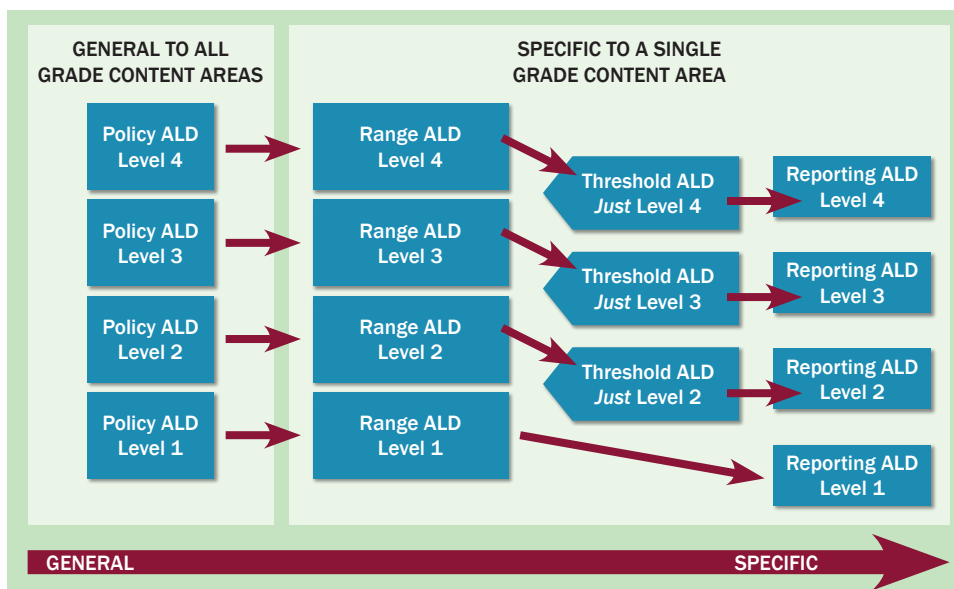 GENERAL TO ALL
GRADE CONTENT AREAS
SPECIFIC TO A SINGLE
GRADE CONTENT AREA
Policy ALD
Level 4
Range ALD
Level 4
Threshold ALD
Just Level 4
Reporting ALD
Level 4
Policy ALD
Level 3
Range ALD
Level 3
Threshold ALD
Just Level 3
Reporting ALD
Level 3
Policy ALD
Level 2
Range ALD
Level 2
Threshold ALD
Just Level 2
Reporting ALD
Level 2
Policy ALD
Level 1
Range ALD
Level 1
Reporting ALD
Level 1
GENERAL
SPECIFIC